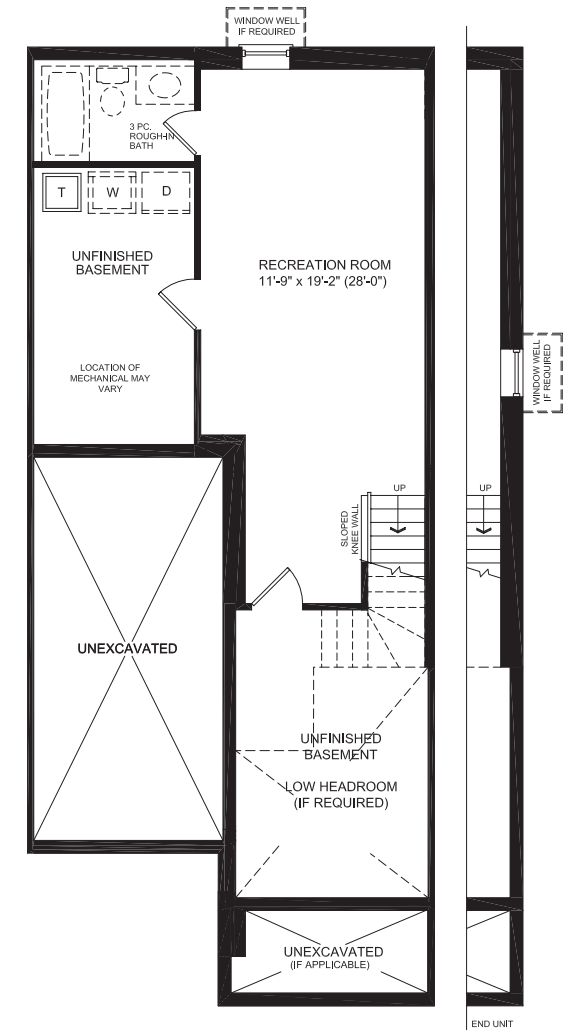 WINDOW WELL
IF REQUIRED
3 PC.
ROUGH-IN
BATH
T
W
D
UNFINISHED
BASEMENT
RECREATION ROOM
11'-9" x 19'-2" (28'-0")
LOCATION OF
MECHANICAL MAY
VARY
WINDOW WELL
IF REQUIRED
UP
UP
SLOPED
KNEE WALL
UNEXCAVATED
UNFINISHED
BASEMENT
LOW HEADROOM
(IF REQUIRED)
UNEXCAVATED
(IF APPLICABLE)
END UNIT